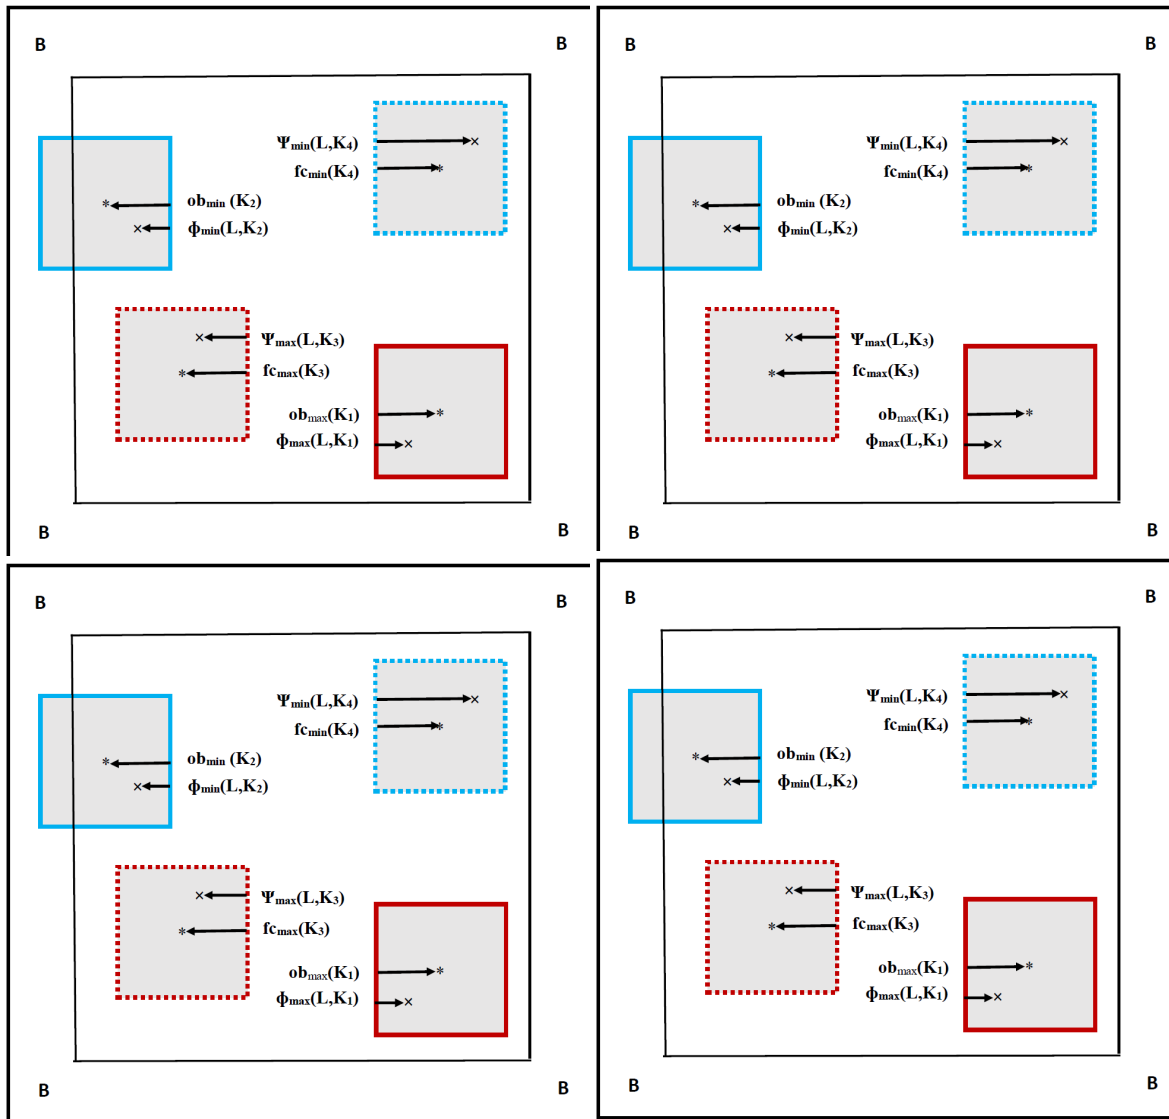 B B
Ψmin(L,K4)
fcmin(K4)
obmin (K2)
ϕmin(L,K2)
Ψmax(L,K3)
fcmax(K3)
obmax(K1)
ϕmax(L,K1)
B B
B B
Ψmin(L,K4)
fcmin(K4)
obmin (K2)
ϕmin(L,K2)
Ψmax(L,K3)
fcmax(K3)
obmax(K1)
ϕmax(L,K1)
B B
B B
Ψmin(L,K4)
fcmin(K4)
obmin (K2)
ϕmin(L,K2)
Ψmax(L,K3)
fcmax(K3)
obmax(K1)
ϕmax(L,K1)
B B
B B
Ψmin(L,K4)
fcmin(K4)
obmin (K2)
ϕmin(L,K2)
Ψmax(L,K3)
fcmax(K3)
obmax(K1)
ϕmax(L,K1)
B B